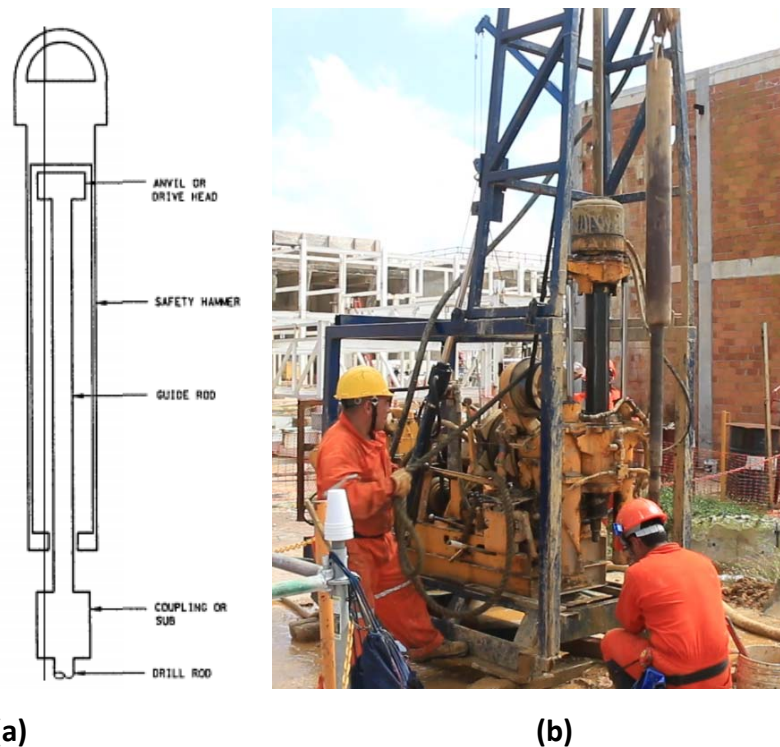 ANVIL OR
DRIVE HEAD
SAFETY HAMMER
GUIDE ROD
COUPLING OR
SUB
DRILL ROD
a)
(b)